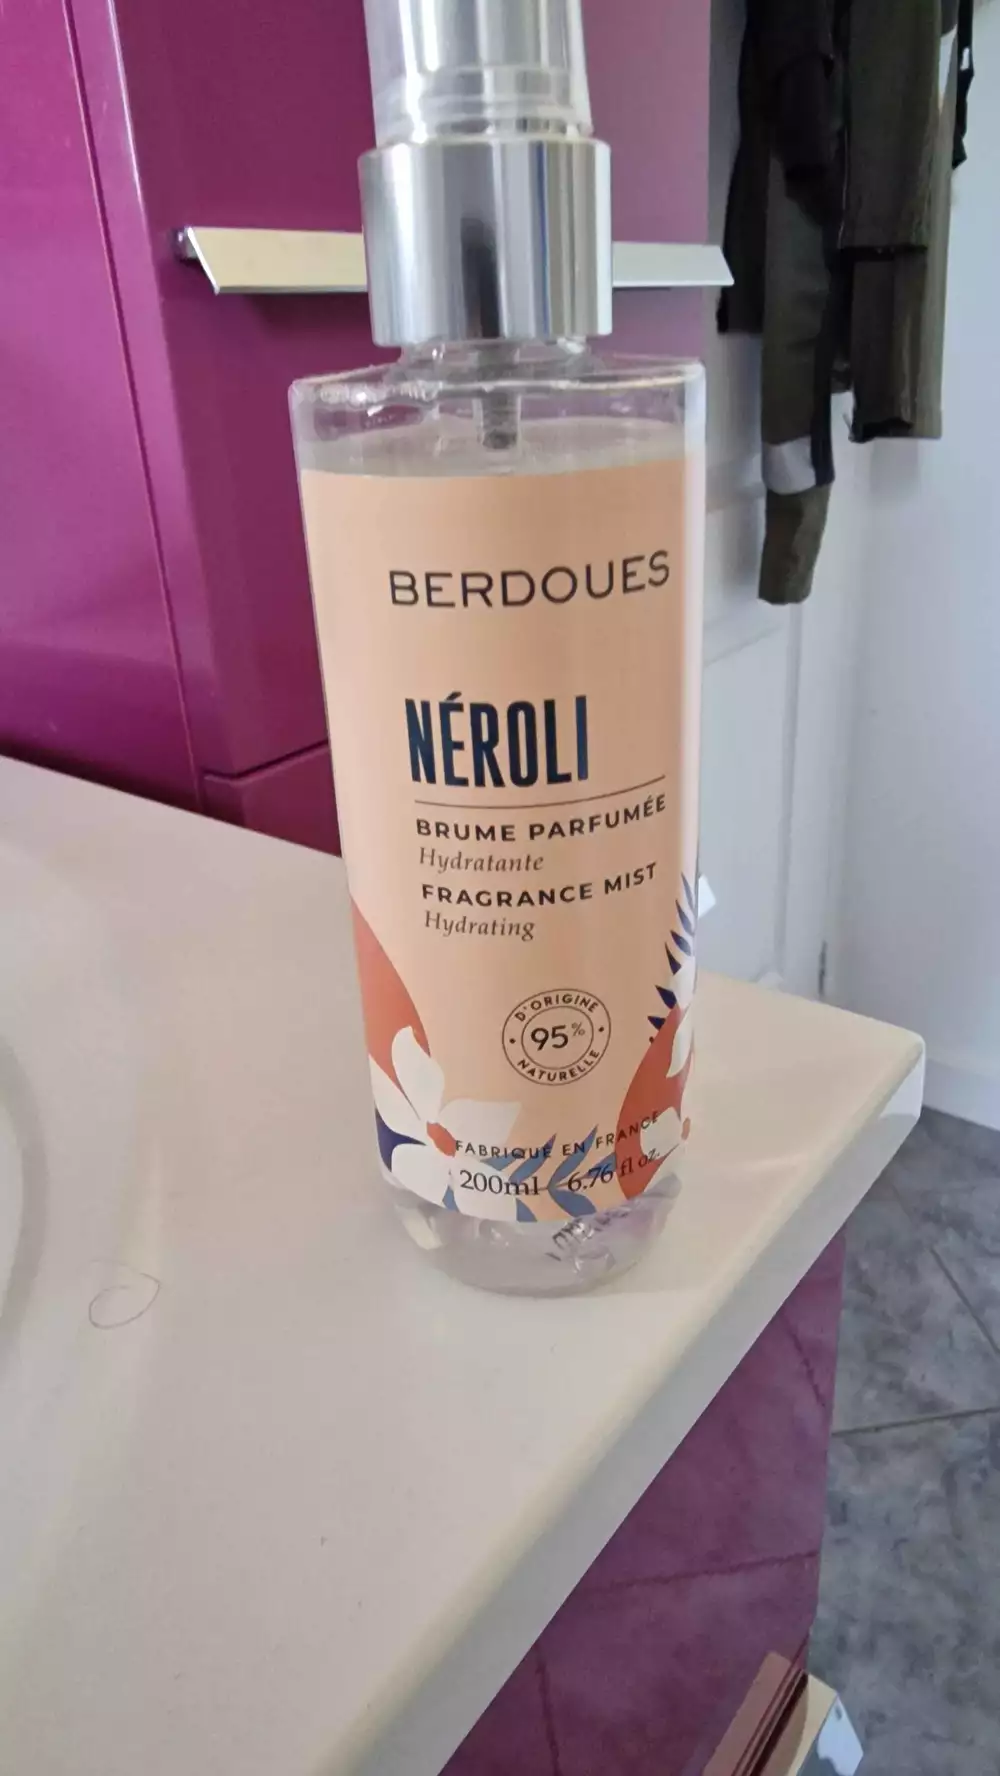 BERDOUES
NÉROLI
BRUME PARFUMÉE
Hydratante
FRAGRANCE MIST
Hydrating
D'ORIGINE
95%
NATURELLE
FABRIQUÉ EN FRANCE
200ml 6.76 fl oz.